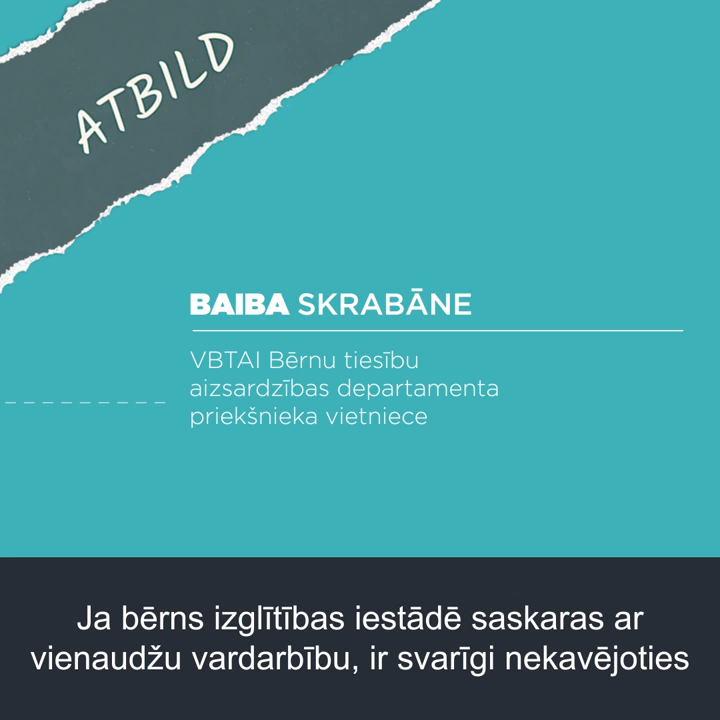 ATBILD
BAIBA SKRABĀNE
VBTAI Bērnu tiesību
aizsardzības departamenta
priekšnieka vietniece
Ja bērns izglītības iestādē saskaras ar
vienaudžu vardarbību, ir svarīgi nekavējoties